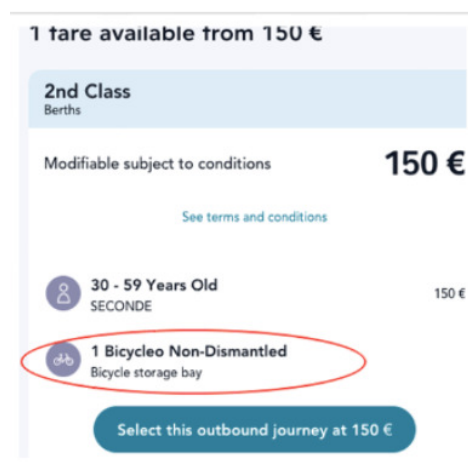 1 fare available from 150 €
2nd Class
Berths
Modifiable subject to conditions 150 €
See terms and conditions
30 - 59 Years Old
SECONDE 150 €
1 Bicycleo Non-Dismantled
Bicycle storage bay
Select this outbound journey at 150 €